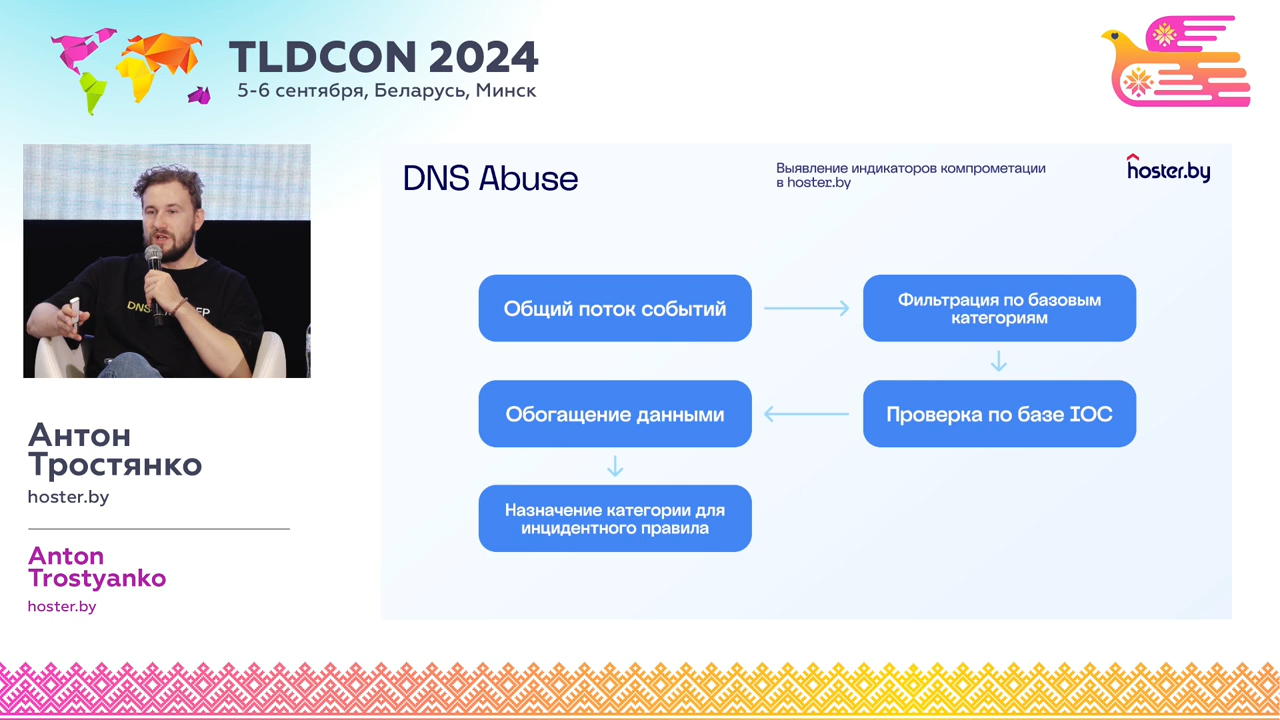 TLDCON 2024
5-6 сентября, Беларусь, Минск
DNS Abuse
Выявление индикаторов компрометации
в hoster.by
hoster.by
Общий поток событий
Фильтрация по базовым
категориям
Обогащение данными
Проверка по базе IOC
Назначение категории для
инцидентного правила
Антон
Тростянко
hoster.by
Anton
Trostyanko
hoster.by
DNS